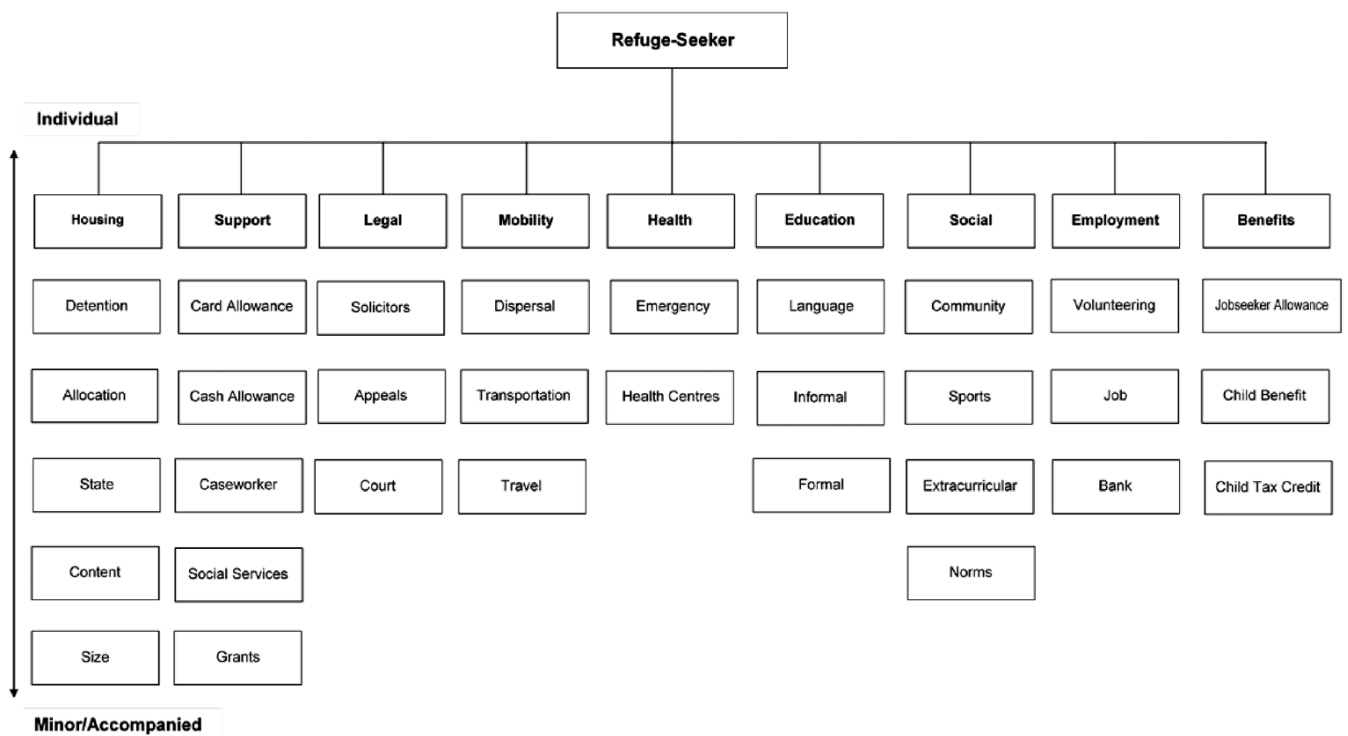 Refuge-Seeker
Individual
Housing
Support
Legal
Mobility
Health
Education
Social
Employment
Benefits
Detention
Card Allowance
Solicitors
Dispersal
Emergency
Language
Community
Volunteering
Jobseeker Allowance
Allocation
Cash Allowance
Appeals
Transportation
Health Centres
Informal
Sports
Job
Child Benefit
State
Caseworker
Court
Travel
Formal
Extracurricular
Bank
Child Tax Credit
Content
Social Services
Norms
Size
Grants
Minor/Accompanied